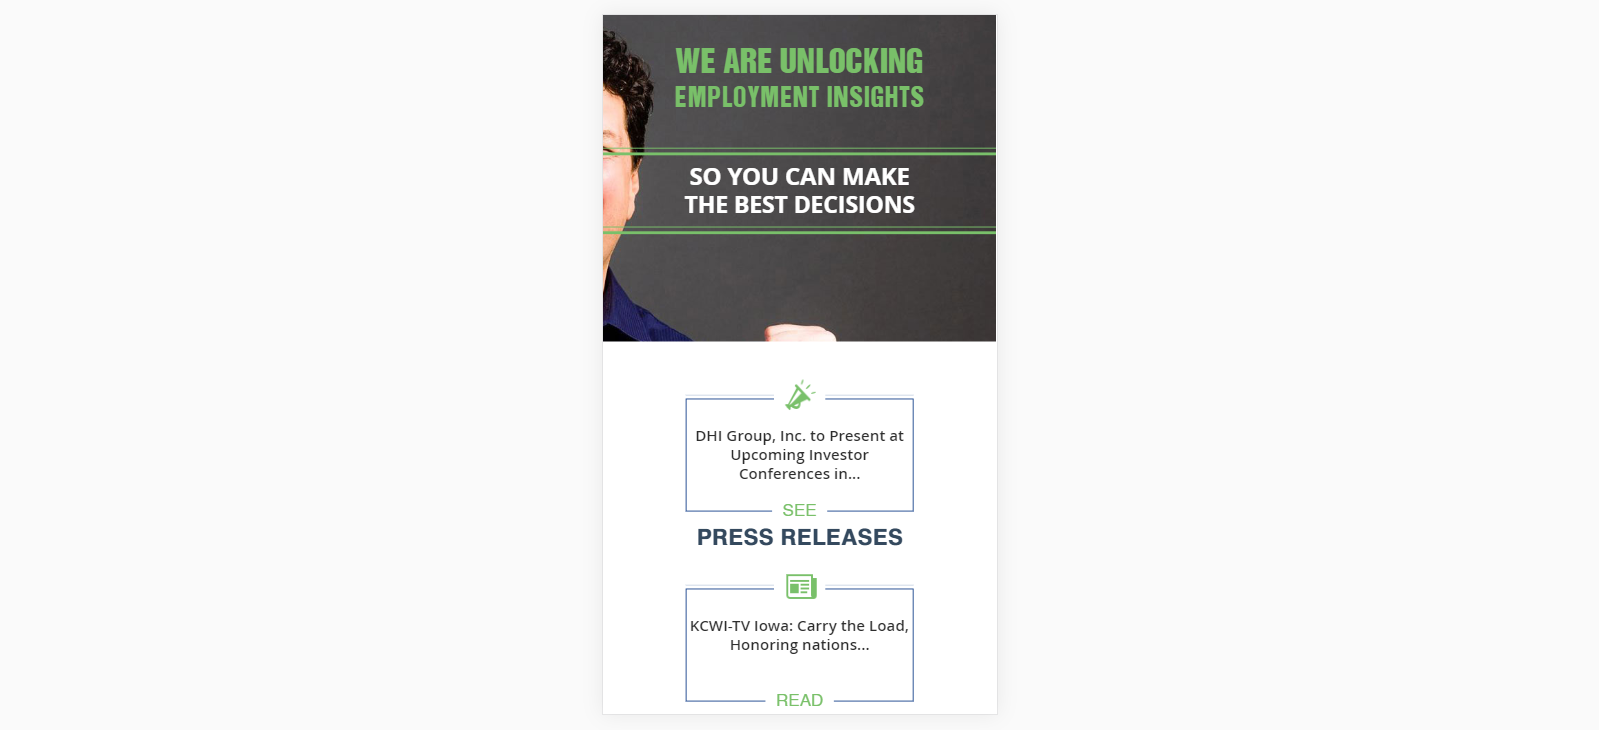 WE ARE UNLOCKING
EMPLOYMENT INSIGHTS
SO YOU CAN MAKE
THE BEST DECISIONS
DHI Group, Inc. to Present at
Upcoming Investor
Conferences in...
SEE
PRESS RELEASES
KCWI-TV Iowa: Carry the Load,
Honoring nations...
READ